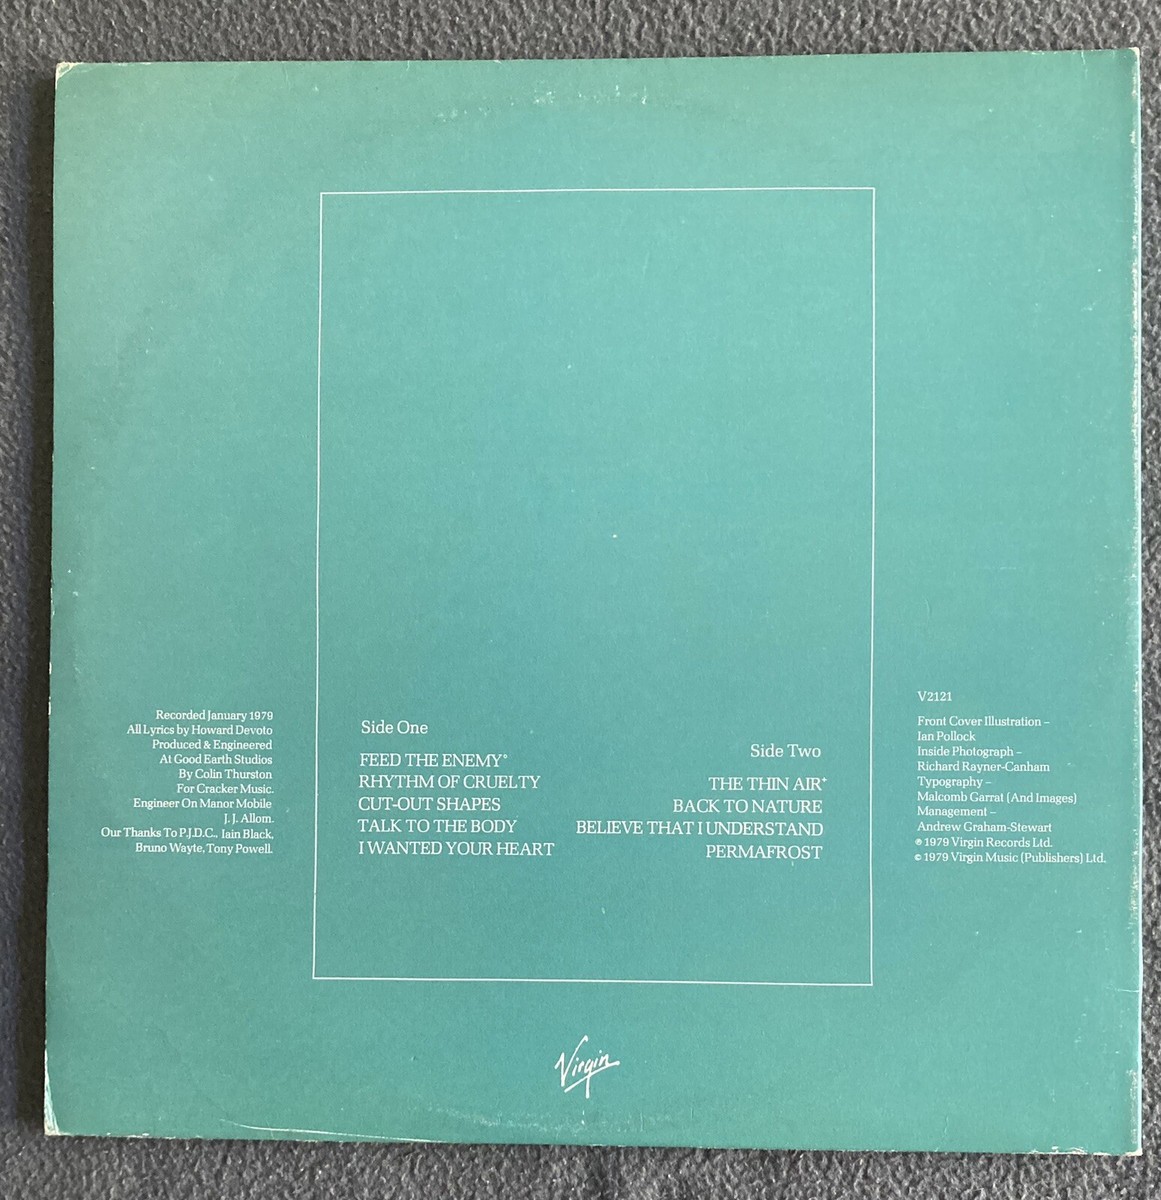 Recorded January 1979
All Lyrics by Howard Devoto
Produced & Engineered
At Good Earth Studios
By Colin Thurston
For Cracker Music.
Engineer On Manor Mobile
J. J. Allom.
Our Thanks To P.J.D.C.. Iain Black,
Bruno Wayte, Tony Powell.
Side One
FEED THE ENEMY°
RHYTHM OF CRUELTY
CUT-OUT SHAPES
TALK TO THE BODY
I WANTED YOUR HEART
Side Two
THE THIN AIR+
BACK TO NATURE
BELIEVE THAT I UNDERSTAND
PERMAFROST
V2121
Front Cover Illustration –
Ian Pollock
Inside Photograph –
Richard Rayner-Canham
Typography –
Malcomb Garrat (And Images)
Management –
Andrew Graham-Stewart
℗ 1979 Virgin Records Ltd.
© 1979 Virgin Music (Publishers) Ltd.
Virgin